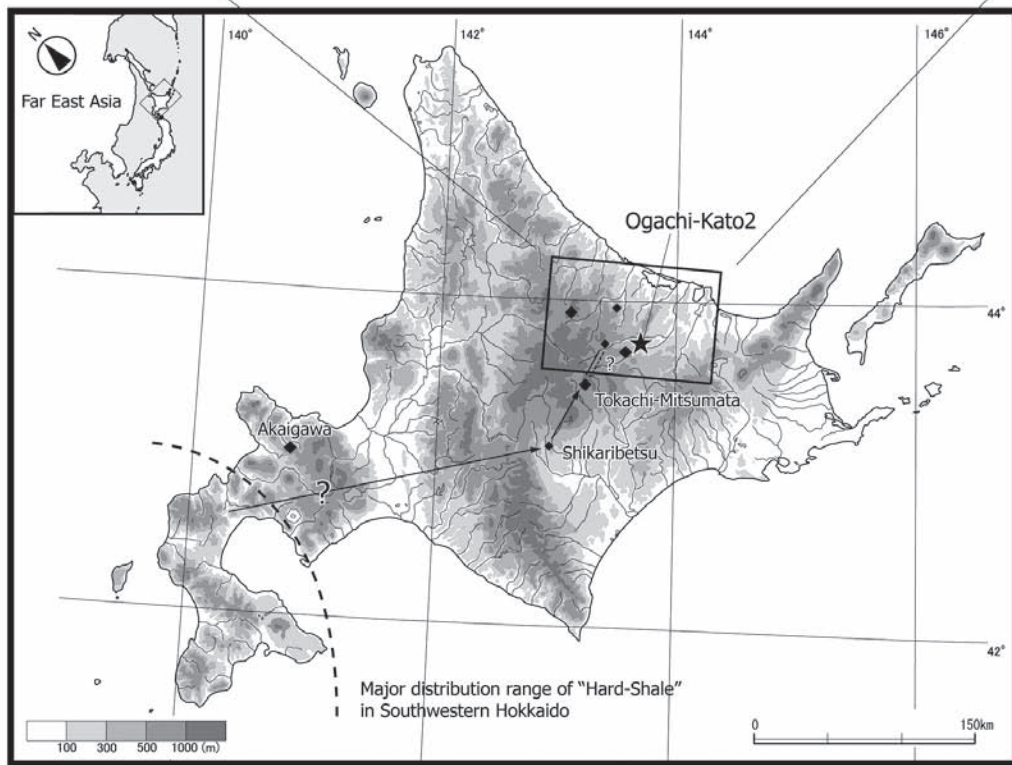 140°
142°
144°
146°
N
Far East Asia
Ogachi-Kato2
44°
?
Tokachi-Mitsumata
Akaigawa
Shikaribetsu
?
42°
Major distribution range of “Hard-Shale”
in Southwestern Hokkaido
0 150km
100 300 500 1000 (m)